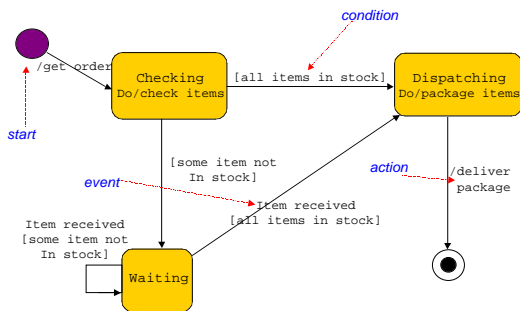 condition
/get order
Checking
Do/check items
[all items in stock]
Dispatching
Do/package items
start
[some item not
In stock]
event
action
/deliver
package
Item received
[all items in stock]
Item received
[some item not
In stock]
Waiting